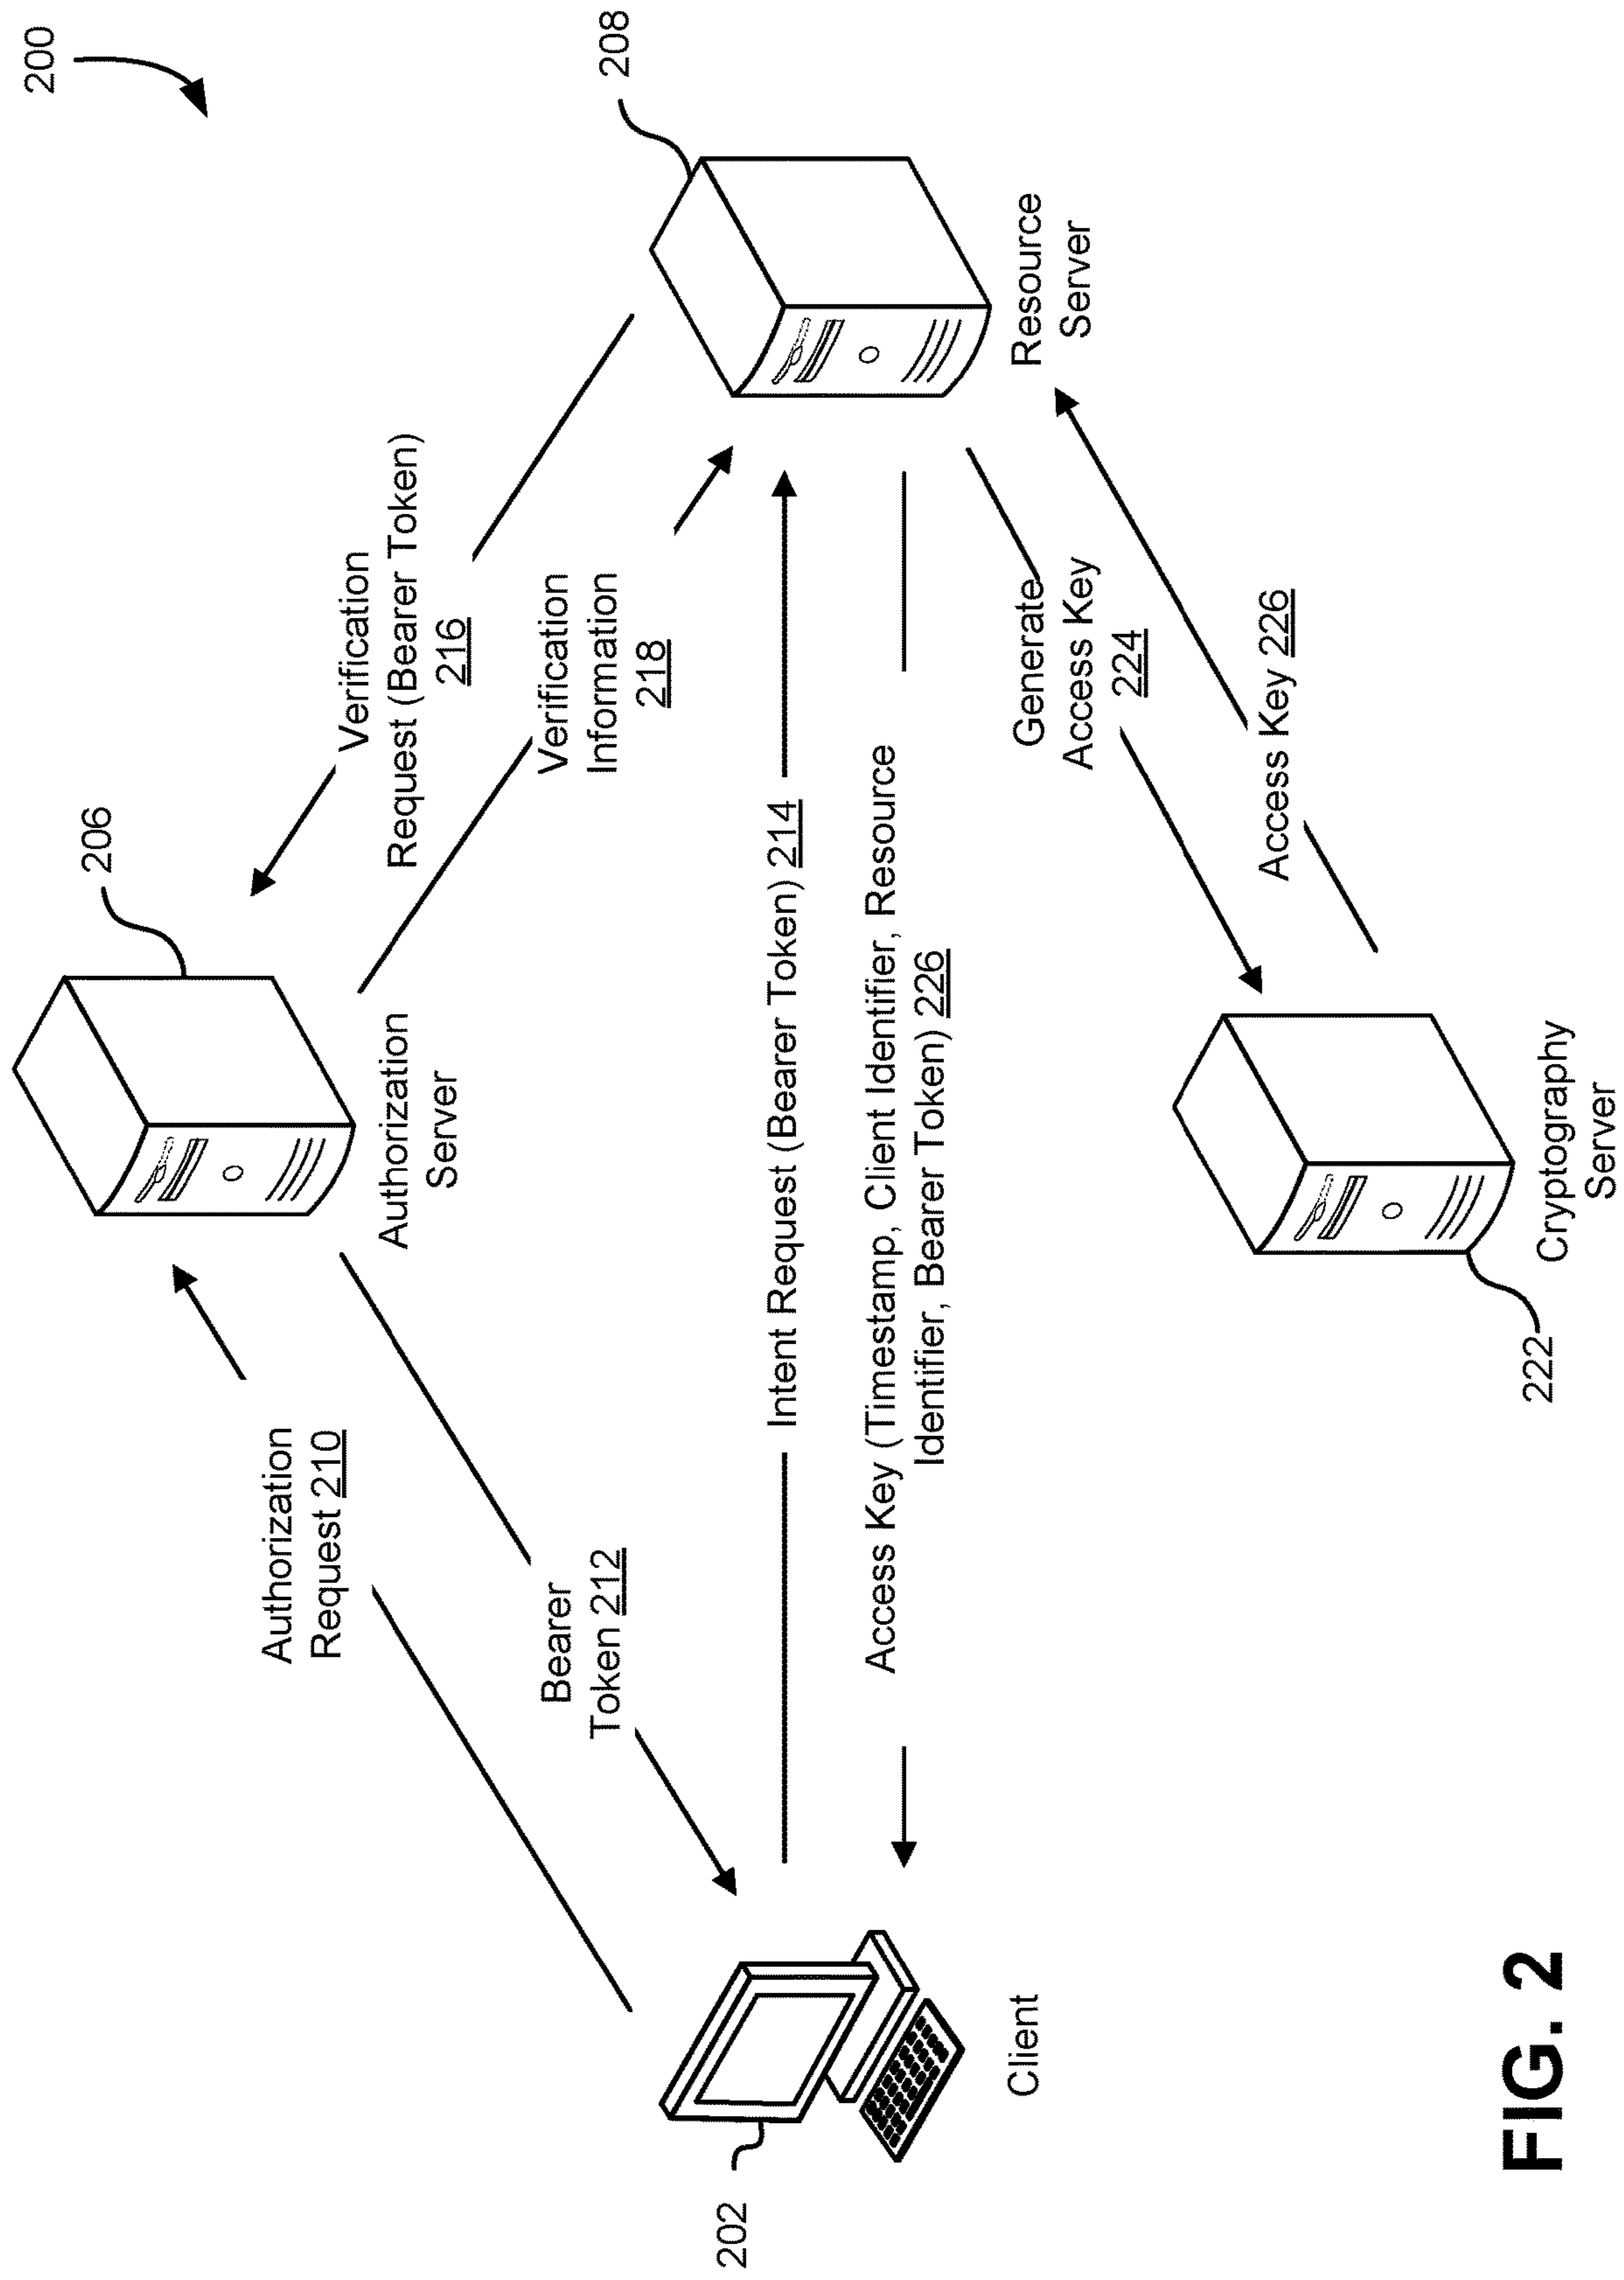 200
206
Authorization
Server
Authorization
Request 210
Bearer
Token 212
Verification
Request (Bearer Token)
216
Verification
Information
218
208
Resource
Server
Intent Request (Bearer Token) 214
Access Key (Timestamp, Client Identifier, Resource
Identifier, Bearer Token) 226
202
Client
Generate
Access Key
224
Access Key 226
222
Cryptography
Server
FIG. 2